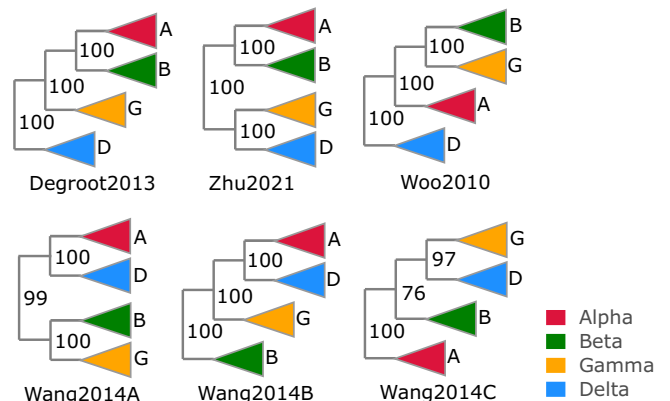 A
100
B
100
G
100
D
Degroot2013
A
100
B
100
G
100
D
Zhu2021
B
100
G
100
A
100
D
Woo2010
A
100
D
99
B
100
G
Wang2014A
A
100
D
100
G
100
B
Wang2014B
G
97
D
76
B
100
A
Wang2014C
Alpha
Beta
Gamma
Delta